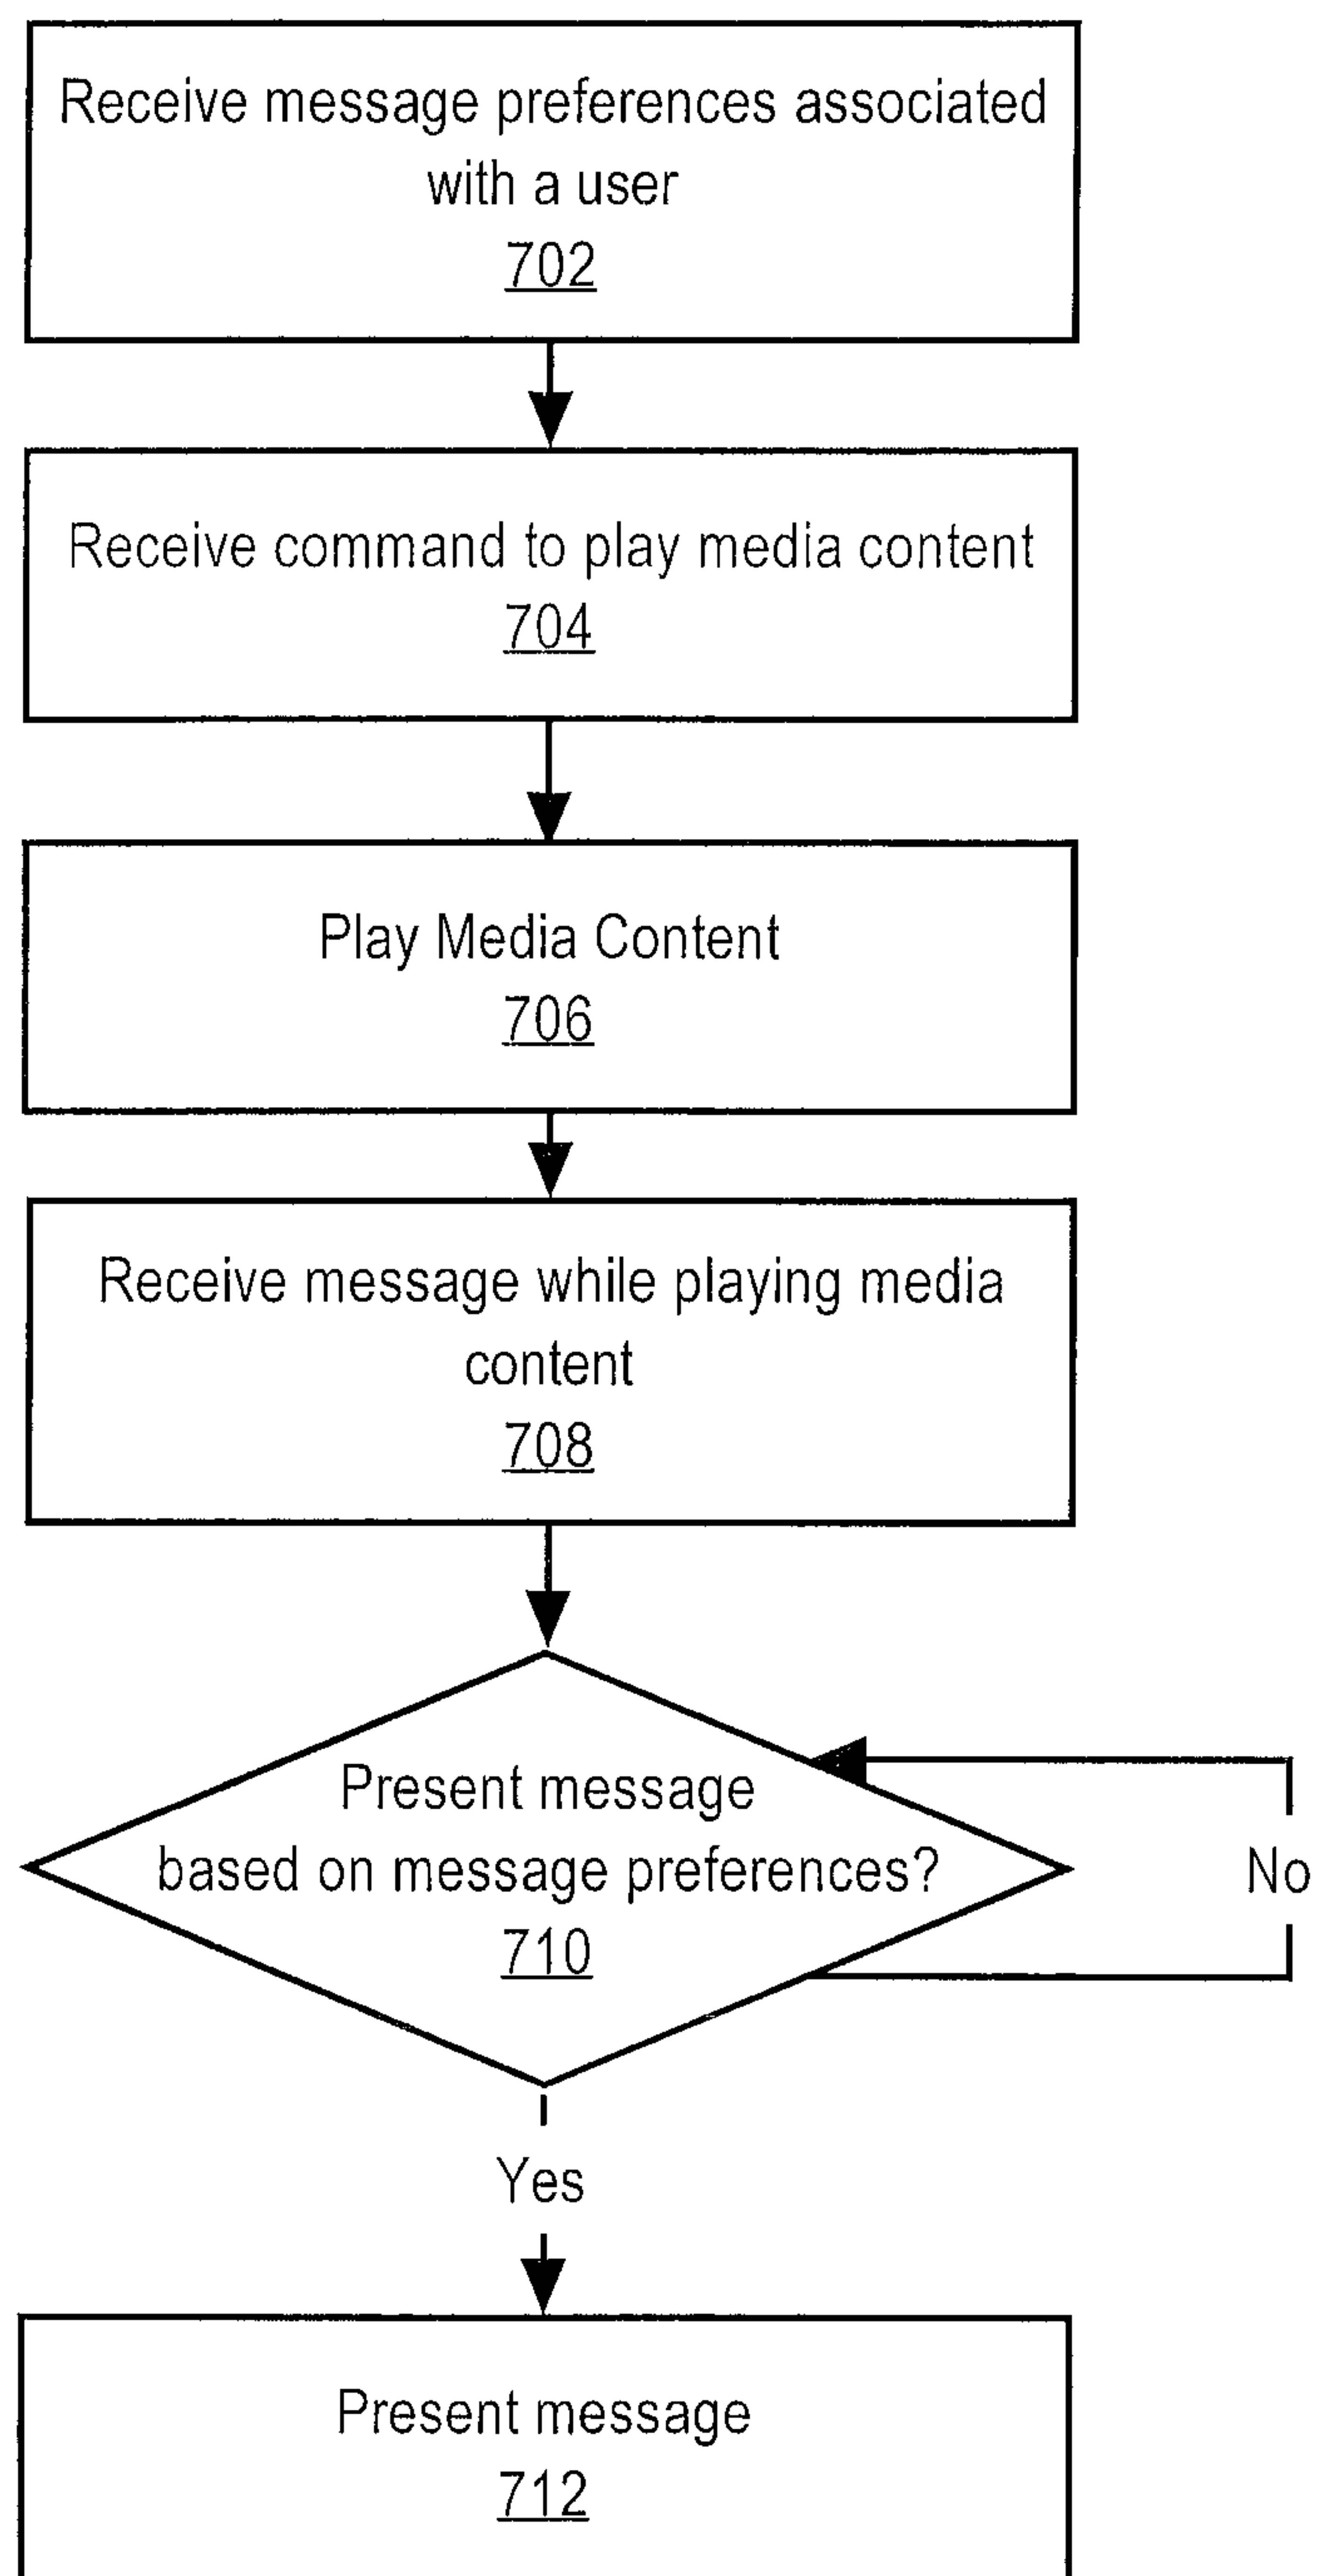 Receive message preferences associated
with a user
702
Receive command to play media content
704
Play Media Content
706
Receive message while playing media
content
708
Present message
based on message preferences?
710
No
Yes
Present message
712